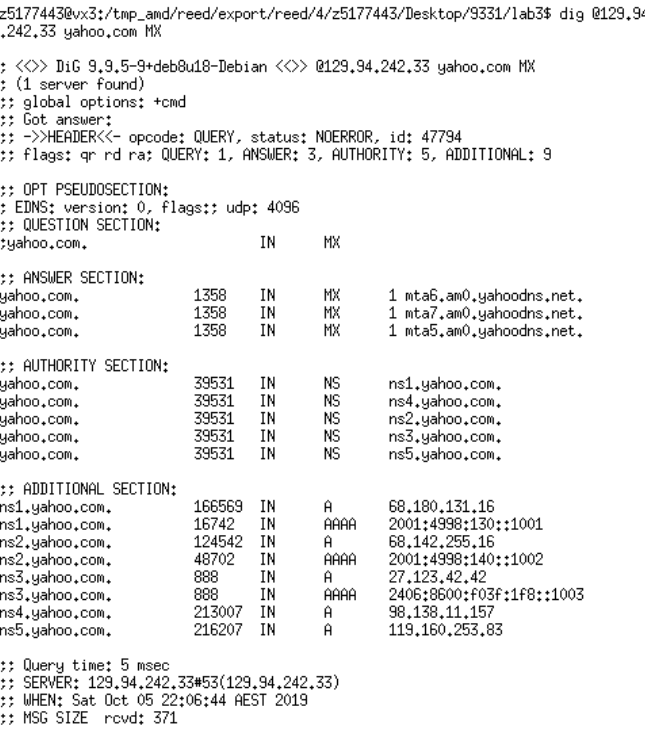 z5177443@vx3:/tmp_amd/reed/export/reed/4/z5177443/Desktop/9331/lab3$ dig @129.94
.242.33 yahoo.com MX
; <<>> DiG 9.9.5-9+deb8u18-Debian <<>> @129.94.242.33 yahoo.com MX
; (1 server found)
;; global options: +cmd
;; Got answer:
;; ->>HEADER<<- opcode: QUERY, status: NOERROR, id: 47794
;; flags: qr rd ra; QUERY: 1, ANSWER: 3, AUTHORITY: 5, ADDITIONAL: 9
;; OPT PSEUDOSECTION:
; EDNS: version: 0, flags:; udp: 4096
;; QUESTION SECTION:
;yahoo.com. IN MX
;; ANSWER SECTION:
yahoo.com. 1358 IN MX 1 mta6.am0.yahoodns.net.
yahoo.com. 1358 IN MX 1 mta7.am0.yahoodns.net.
yahoo.com. 1358 IN MX 1 mta5.am0.yahoodns.net.
;; AUTHORITY SECTION:
yahoo.com. 39531 IN NS ns1.yahoo.com.
yahoo.com. 39531 IN NS ns4.yahoo.com.
yahoo.com. 39531 IN NS ns2.yahoo.com.
yahoo.com. 39531 IN NS ns3.yahoo.com.
yahoo.com. 39531 IN NS ns5.yahoo.com.
;; ADDITIONAL SECTION:
ns1.yahoo.com. 166569 IN A 68.180.131.16
ns1.yahoo.com. 16742 IN AAAA 2001:4998:130::1001
ns2.yahoo.com. 124542 IN A 68.142.255.16
ns2.yahoo.com. 48702 IN AAAA 2001:4998:140::1002
ns3.yahoo.com. 888 IN A 27.123.42.42
ns3.yahoo.com. 888 IN AAAA 2406:8600:f03f:1f8::1003
ns4.yahoo.com. 213007 IN A 98.138.11.157
ns5.yahoo.com. 216207 IN A 119.160.253.83
;; Query time: 5 msec
;; SERVER: 129.94.242.33#53(129.94.242.33)
;; WHEN: Sat Oct 05 22:06:44 AEST 2019
;; MSG SIZE rcvd: 371